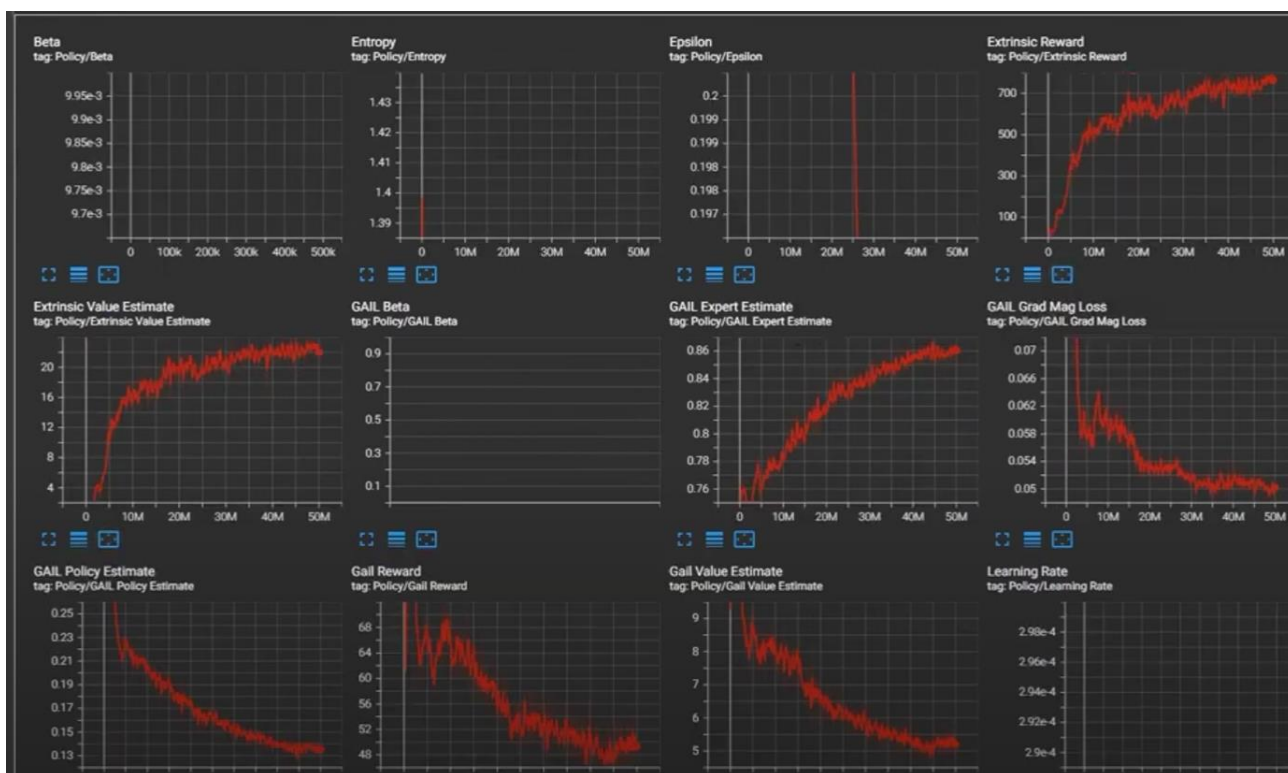 Beta
tag: Policy/Beta
9.95e-3
9.9e-3
9.85e-3
9.8e-3
9.75e-3
9.7e-3
0 100k 200k 300k 400k 500k
Entropy
tag: Policy/Entropy
1.43
1.42
1.41
1.4
1.39
0 10M 20M 30M 40M 50M
Epsilon
tag: Policy/Epsilon
0.2
0.199
0.199
0.198
0.198
0.197
0 10M 20M 30M 40M 50M
Extrinsic Reward
tag: Policy/Extrinsic Reward
700
500
300
100
0 10M 20M 30M 40M 50M
Extrinsic Value Estimate
tag: Policy/Extrinsic Value Estimate
20
16
12
8
4
0 10M 20M 30M 40M 50M
GAIL Beta
tag: Policy/GAIL Beta
0.9
0.7
0.5
0.3
0.1
GAIL Expert Estimate
tag: Policy/GAIL Expert Estimate
0.86
0.84
0.82
0.8
0.78
0.76
0 10M 20M 30M 40M 50M
GAIL Grad Mag Loss
tag: Policy/GAIL Grad Mag Loss
0.07
0.066
0.062
0.058
0.054
0.05
0 10M 20M 30M 40M 50M
GAIL Policy Estimate
tag: Policy/GAIL Policy Estimate
0.25
0.23
0.21
0.19
0.17
0.15
0.13
Gail Reward
tag: Policy/Gail Reward
68
64
60
56
52
48
Gail Value Estimate
tag: Policy/Gail Value Estimate
9
8
7
6
5
Learning Rate
tag: Policy/Learning Rate
2.98e-4
2.96e-4
2.94e-4
2.92e-4
2.9e-4